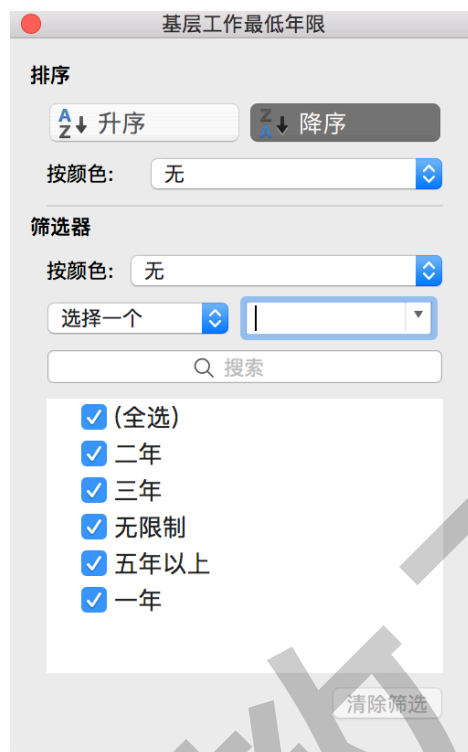 基层工作最低年限
排序
A Z 升序
Z A 降序
按颜色: 无
筛选器
按颜色: 无
选择一个
搜索
(全选)
二年
三年
无限制
五年以上
一年
清除筛选